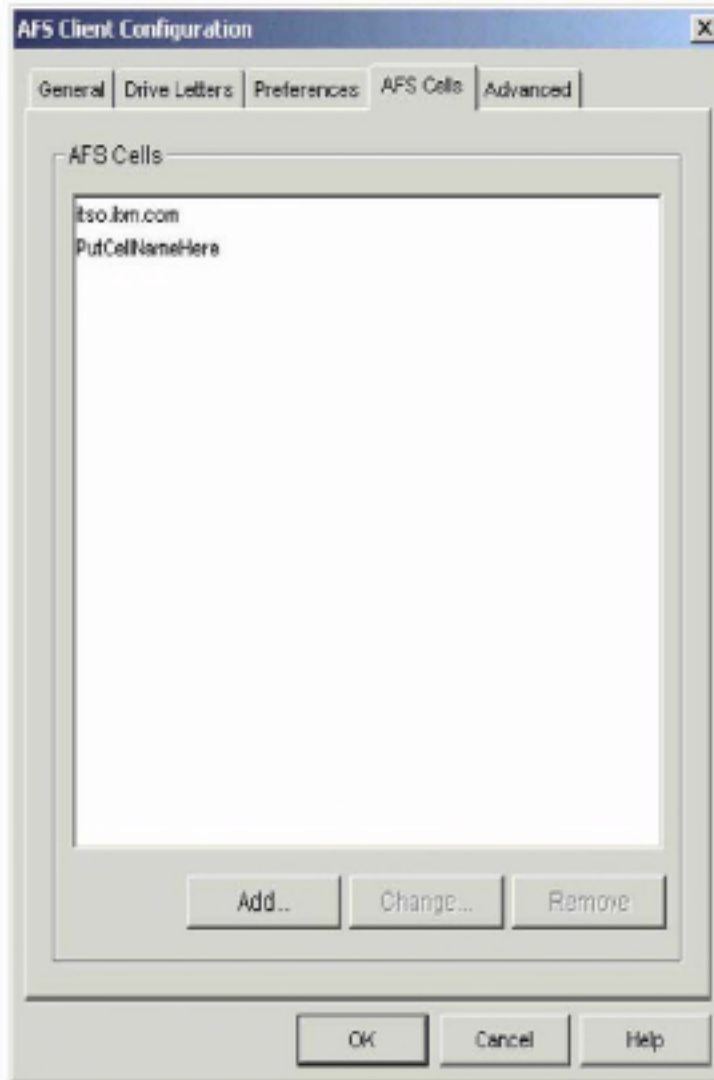 AFS Client Configuration
General
Drive Letters
Preferences
AFS Cells
Advanced
AFS Cells
itso.ibm.com
PutCellNameHere
Add...
Change...
Remove
OK
Cancel
Help